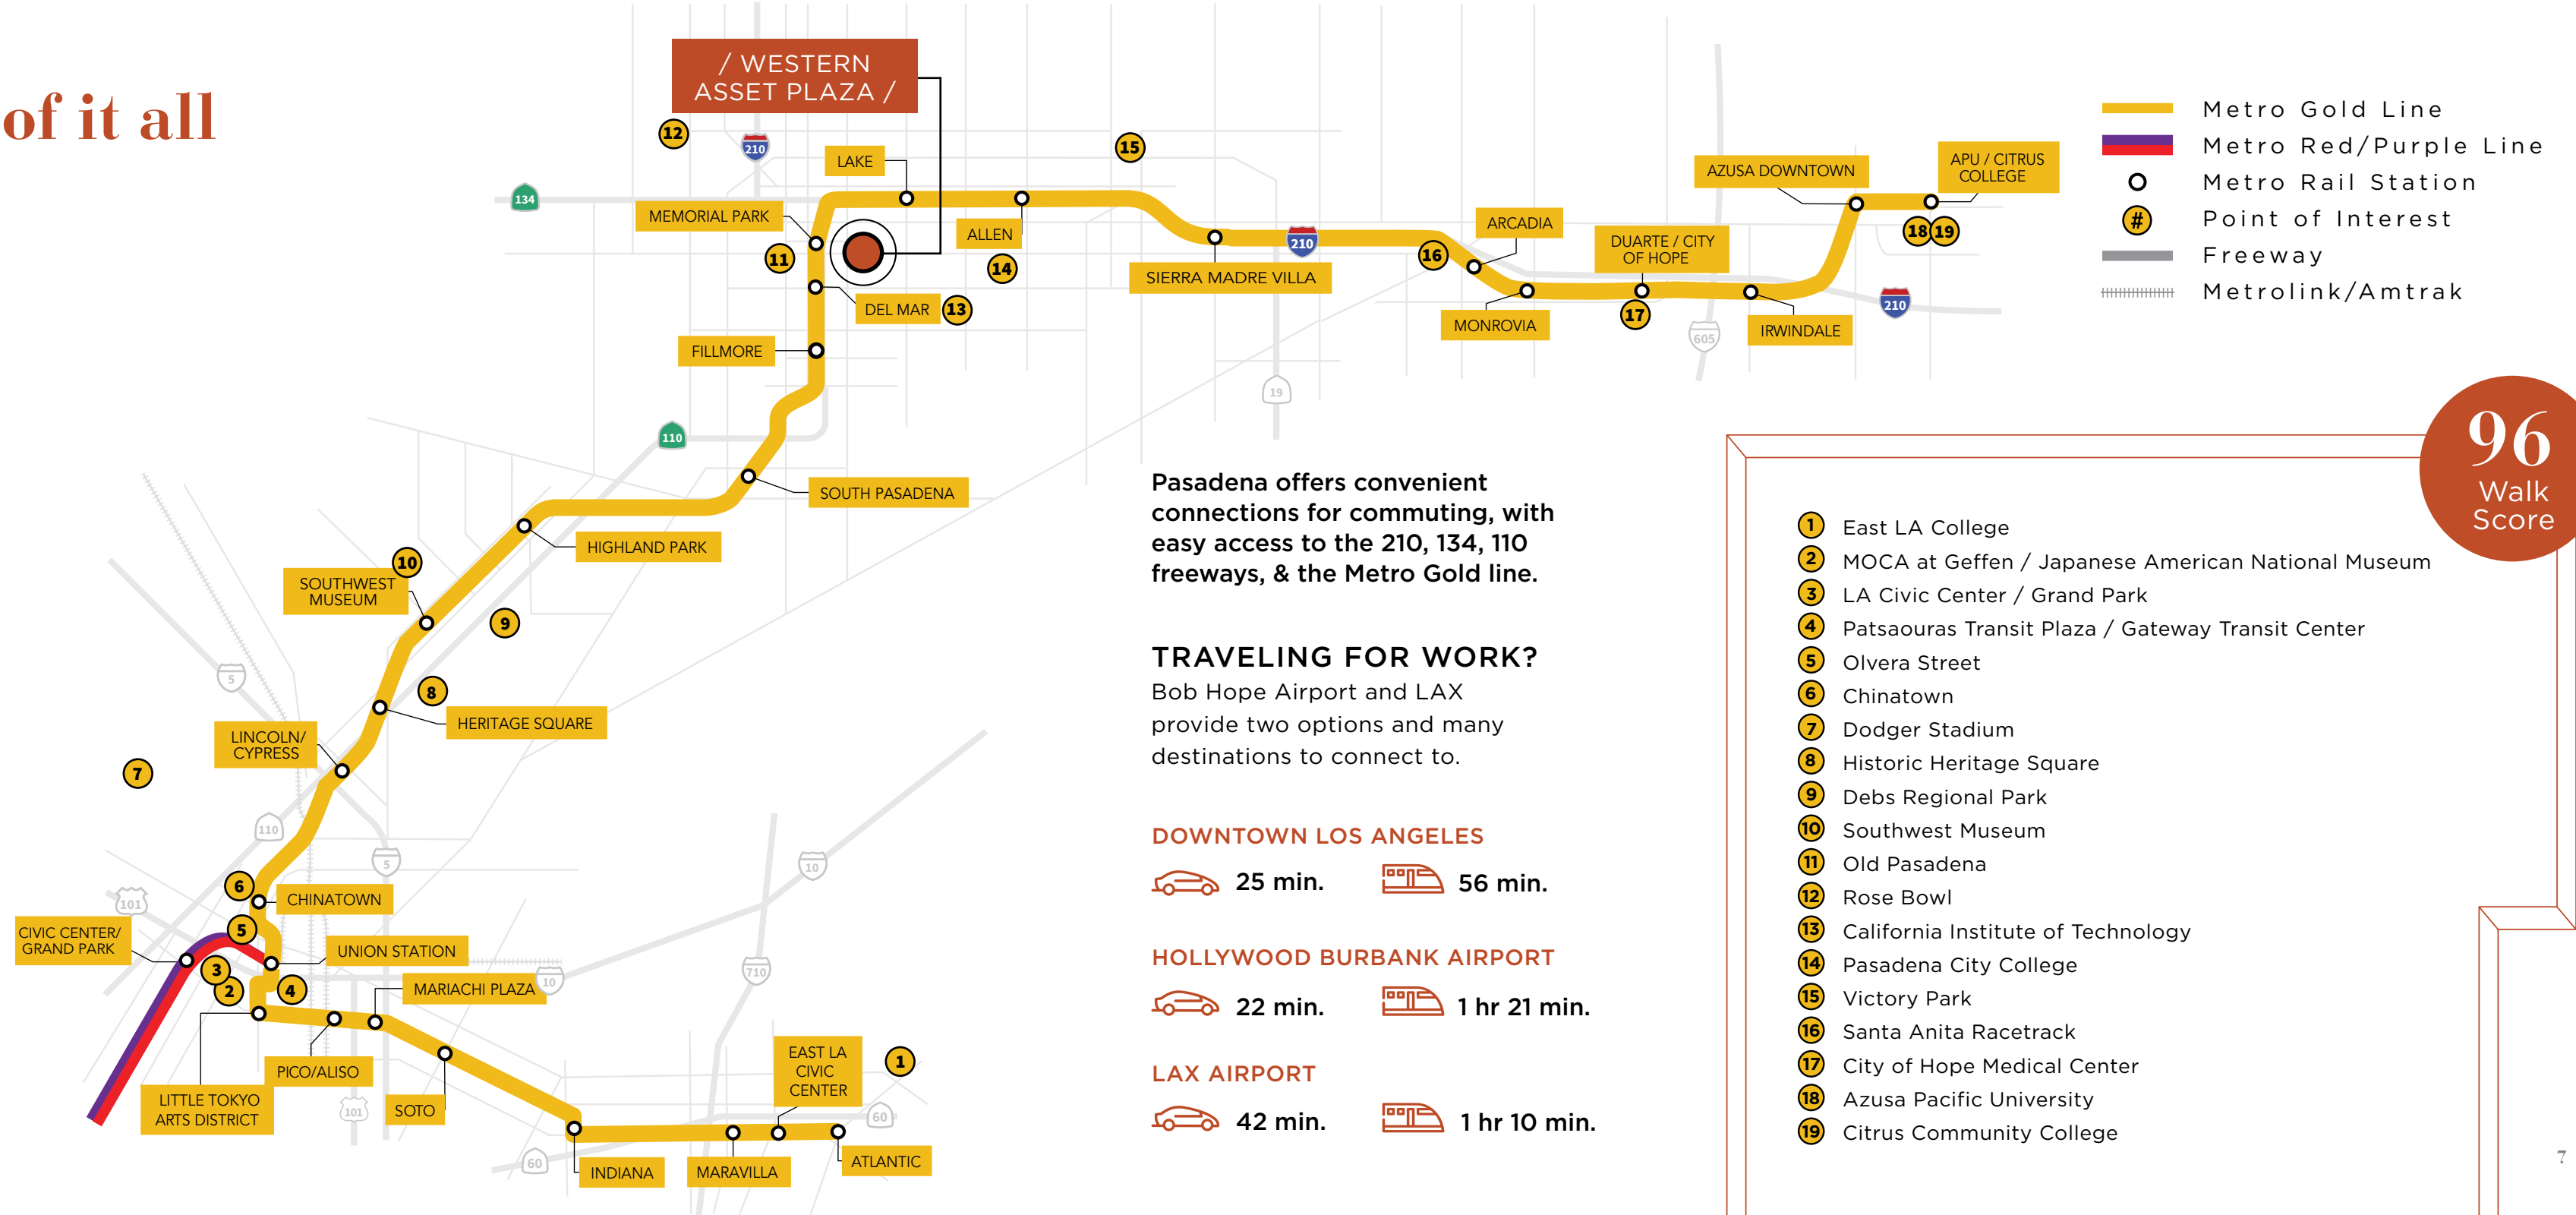 of it all
/ WESTERN
ASSET PLAZA /
12
210
15
LAKE
134
MEMORIAL PARK
11
ALLEN
14
DEL MAR
13
FILLMORE
SIERRA MADRE VILLA
210
16
ARCADIA
MONROVIA
DUARTE / CITY
OF HOPE
17
605
IRWINDALE
AZUSA DOWNTOWN
APU / CITRUS
COLLEGE
18
19
210
19
110
SOUTH PASADENA
HIGHLAND PARK
10
SOUTHWEST
MUSEUM
9
5
8
HERITAGE SQUARE
LINCOLN/
CYPRESS
7
110
5
10
6
CHINATOWN
101
CIVIC CENTER/
GRAND PARK
5
UNION STATION
3
2
4
MARIACHI PLAZA
10
710
PICO/ALISO
LITTLE TOKYO
ARTS DISTRICT
101
SOTO
EAST LA
CIVIC
CENTER
1
60
60
INDIANA
MARAVILLA
ATLANTIC
Metro Gold Line
Metro Red/Purple Line
Metro Rail Station
# Point of Interest
Freeway
Metrolink/Amtrak
Pasadena offers convenient
connections for commuting, with
easy access to the 210, 134, 110
freeways, & the Metro Gold line.
TRAVELING FOR WORK?
Bob Hope Airport and LAX
provide two options and many
destinations to connect to.
DOWNTOWN LOS ANGELES
25 min. 56 min.
HOLLYWOOD BURBANK AIRPORT
22 min. 1 hr 21 min.
LAX AIRPORT
42 min. 1 hr 10 min.
96
Walk
Score
1 East LA College
2 MOCA at Geffen / Japanese American National Museum
3 LA Civic Center / Grand Park
4 Patsaouras Transit Plaza / Gateway Transit Center
5 Olvera Street
6 Chinatown
7 Dodger Stadium
8 Historic Heritage Square
9 Debs Regional Park
10 Southwest Museum
11 Old Pasadena
12 Rose Bowl
13 California Institute of Technology
14 Pasadena City College
15 Victory Park
16 Santa Anita Racetrack
17 City of Hope Medical Center
18 Azusa Pacific University
19 Citrus Community College
7